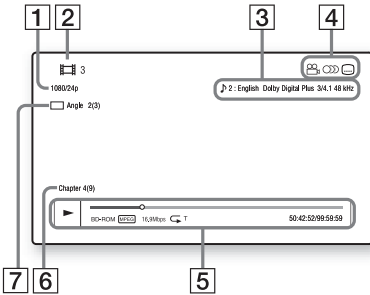 1 2 3 4
3
1080/24p
♪ 2 : English Dolby Digital Plus 3/4.1 48 kHz
Angle 2(3)
Chapter 4(9)
BD-ROM MPEG 16,9Mbps T 50:42:52/99:59:59
7 6 5